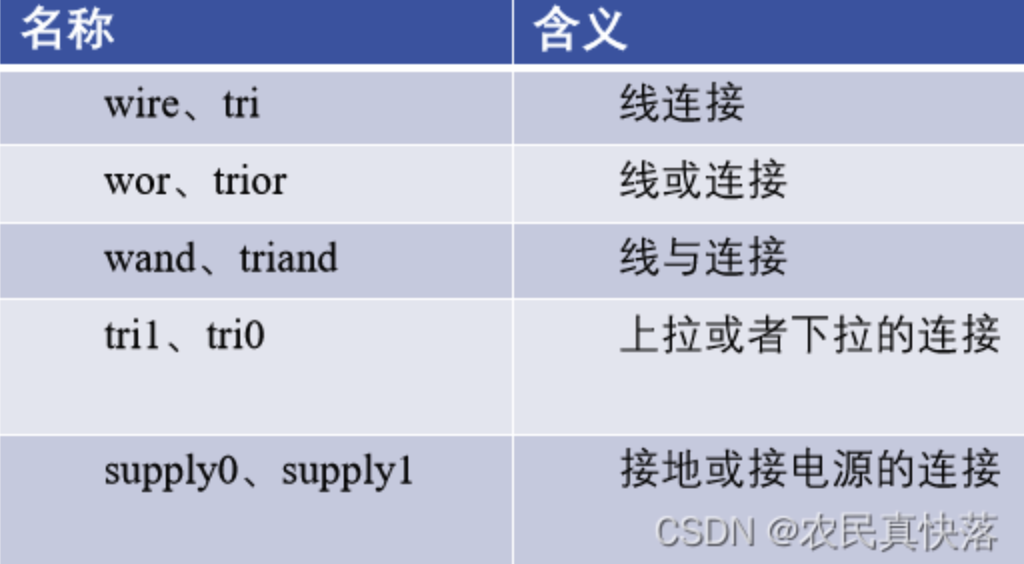 名称 含义
wire、tri 线连接
wor、trior 线或连接
wand、triand 线与连接
tri1、tri0 上拉或者下拉的连接
supply0、supply1 接地或接电源的连接
CSDN @农民真快落